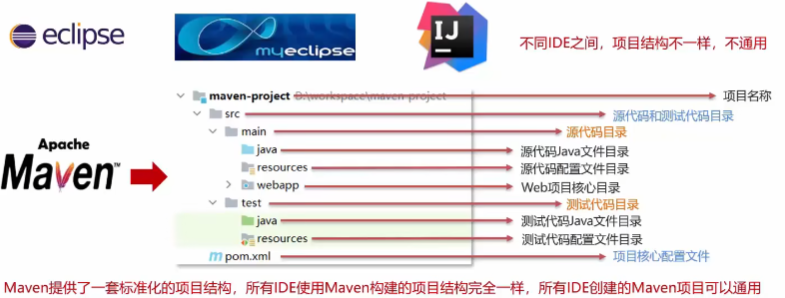 eclipse
myeclipse
IJ
不同IDE之间，项目结构不一样，不通用
maven-project D:\workspace\maven-project 项目名称
src 源代码和测试代码目录
main 源代码目录
java 源代码Java文件目录
resources 源代码配置文件目录
webapp Web项目核心目录
test 测试代码目录
java 测试代码Java文件目录
resources 测试代码配置文件目录
pom.xml 项目核心配置文件
Apache
Maven™
Maven提供了一套标准化的项目结构，所有IDE使用Maven构建的项目结构完全一样，所有IDE创建的Maven项目可以通用